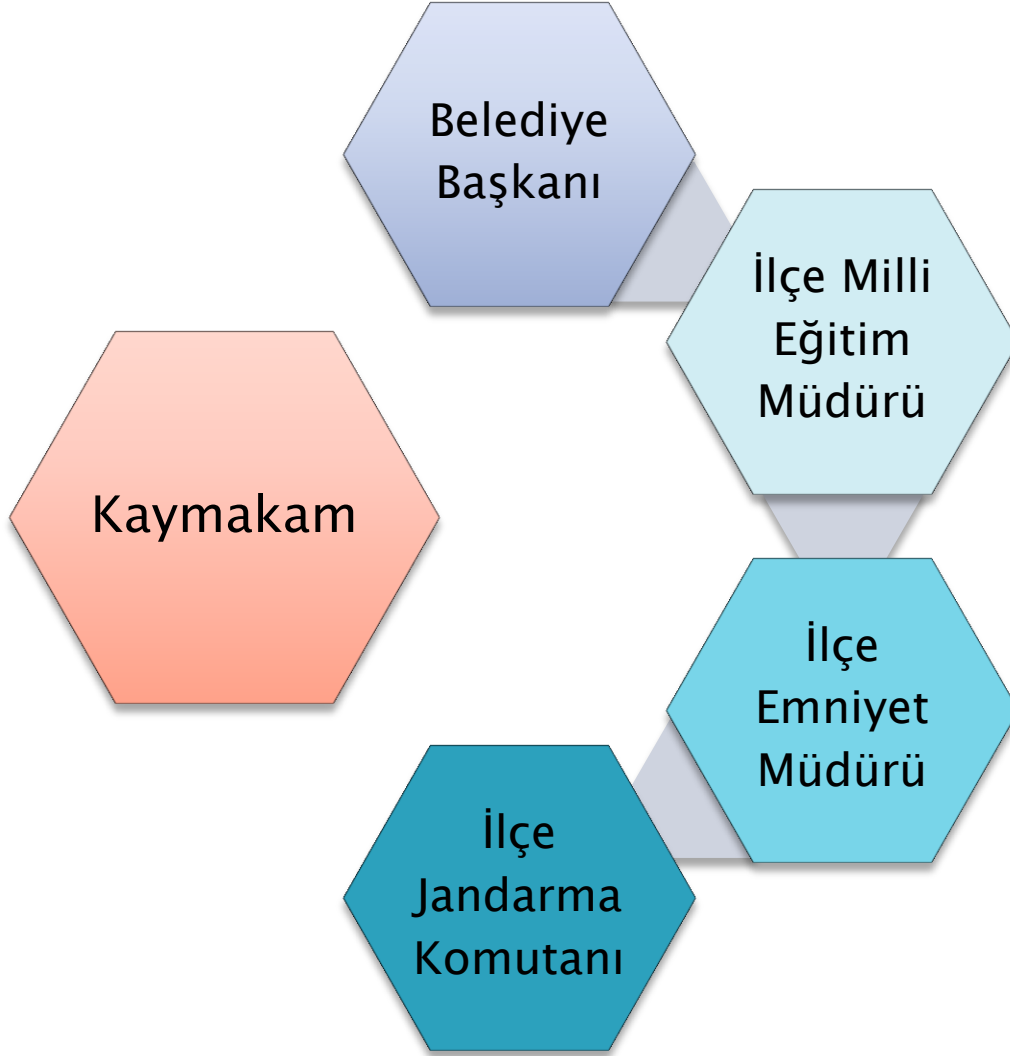 Belediye
Başkanı
İlçe Milli
Eğitim
Müdürü
Kaymakam
İlçe
Emniyet
Müdürü
İlçe
Jandarma
Komutanı